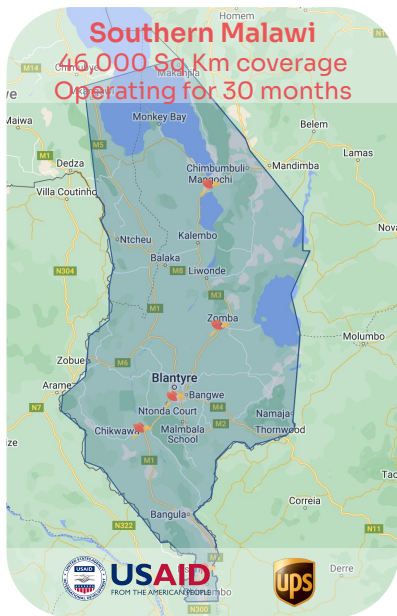 Homem
Southern Malawi
46,000 Sq Km coverage
Makanjila
Operating for 30 months
Monkey Bay
Maiwa
Belem
M5
M1
Dedza
Lamas
Chimbumbuli
Mandimba
Mangochi
Villa Coutinho
Ntcheu
Kalembo
Balaka
N304
M8
Liwonde
M3
M1
Zomba
Molumbo
Zobue
M6
Blantyre
Arame
Bangwe
N7
Ntonda Court
M4
Namaja
Chikwawa
Malmbala
School
M2
Thornwood
ze
M1
Tac
Correia
Bangula
N322
N11
USAID
FROM THE AMERICAN PEOPLE
ups
Derre
N300